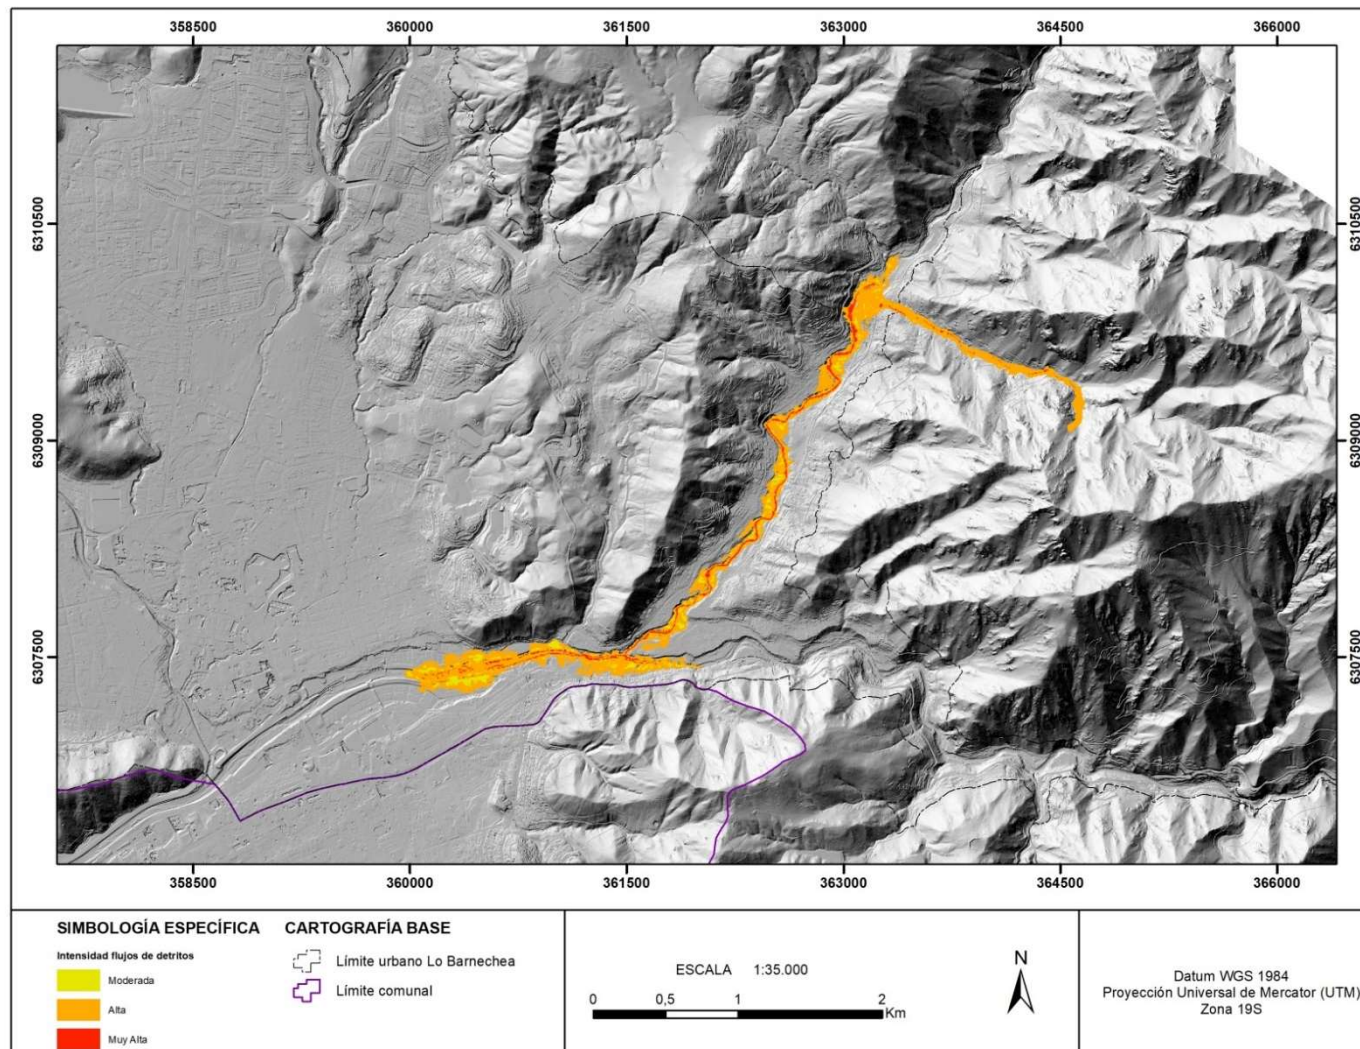 358500 360000 361500 363000 364500 366000
6310500 6310500
6309000 6309000
6307500 6307500
358500 360000 361500 363000 364500 366000
SIMBOLOGÍA ESPECÍFICA
Intensidad flujos de detritos
Moderada
Alta
Muy Alta
CARTOGRAFÍA BASE
Límite urbano Lo Barnechea
Límite comunal
ESCALA 1:35.000
0 0,5 1 2
Km
N
Datum WGS 1984
Proyección Universal de Mercator (UTM)
Zona 19S